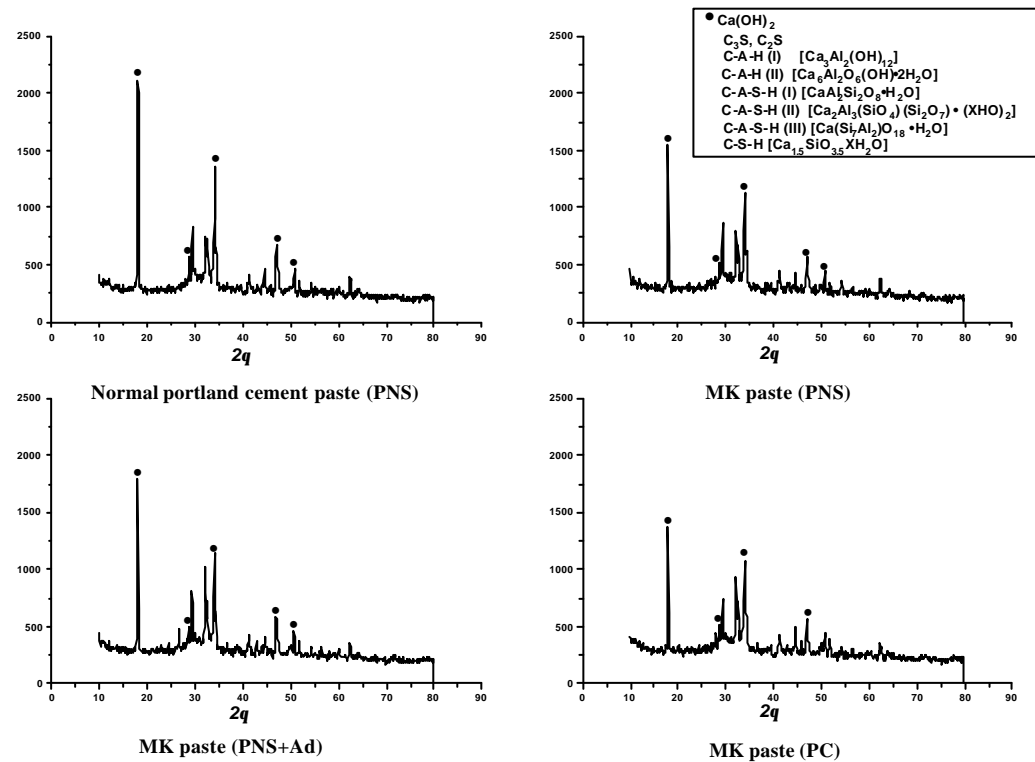 ● Ca(OH)2
C3S, C2S
C-A-H (I) [Ca3Al2(OH)12]
C-A-H (II) [Ca6Al2O6(OH)•2H2O]
C-A-S-H (I) [CaAl2Si2O8•H2O]
C-A-S-H (II) [Ca2Al3(SiO4)(Si2O7)•(XHO)2]
C-A-S-H (III) [Ca(Si7Al2)O18•H2O]
C-S-H [Ca1.5SiO3.5XH2O]
2500
2000
1500
1000
500
0
0 10 20 30 40 50 60 70 80 90
2q
Normal portland cement paste (PNS)
2500
2000
1500
1000
500
0
0 10 20 30 40 50 60 70 80 90
2q
MK paste (PNS)
2500
2000
1500
1000
500
0
0 10 20 30 40 50 60 70 80 90
2q
MK paste (PNS+Ad)
2500
2000
1500
1000
500
0
0 10 20 30 40 50 60 70 80 90
2q
MK paste (PC)